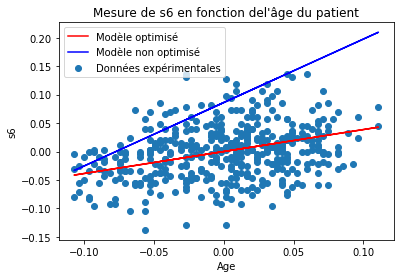 Mesure de s6 en fonction del'âge du patient
Modèle optimisé
Modèle non optimisé
Données expérimentales
s6
0.20
0.15
0.10
0.05
0.00
−0.05
−0.10
−0.15
−0.10
−0.05
0.00
0.05
0.10
Age